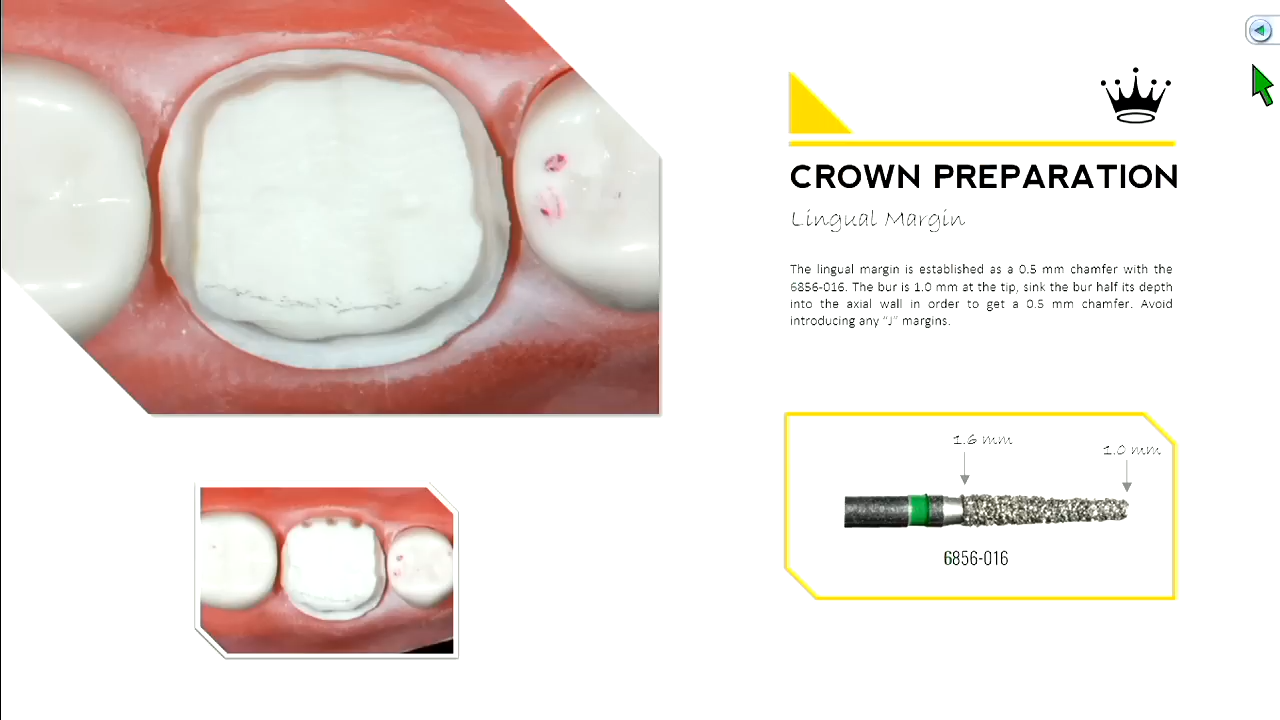 CROWN PREPARATION
Lingual Margin
The lingual margin is established as a 0.5 mm chamfer with the
6856-016. The bur is 1.0 mm at the tip, sink the bur half its depth
into the axial wall in order to get a 0.5 mm chamfer. Avoid
introducing any "J" margins.
1.6 mm
1.0 mm
6856-016